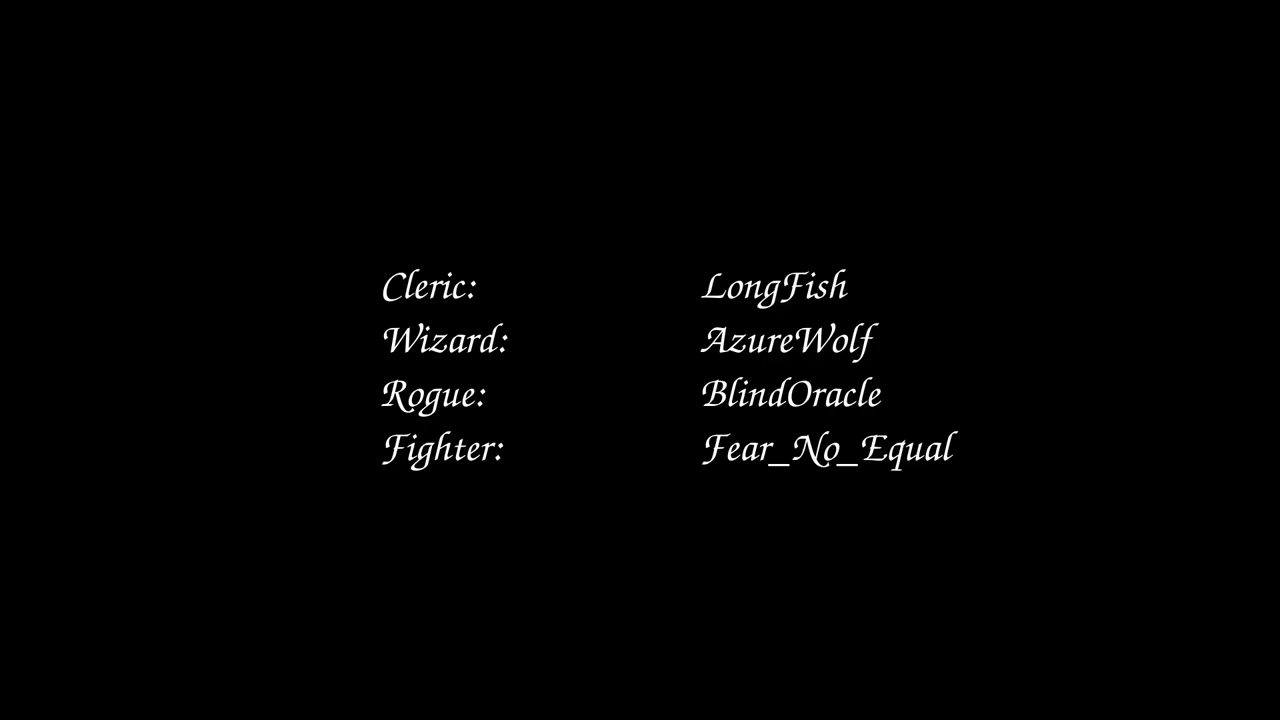 Cleric: LongFish
Wizard: AzureWolf
Rogue: BlindOracle
Fighter: Fear_No_Equal